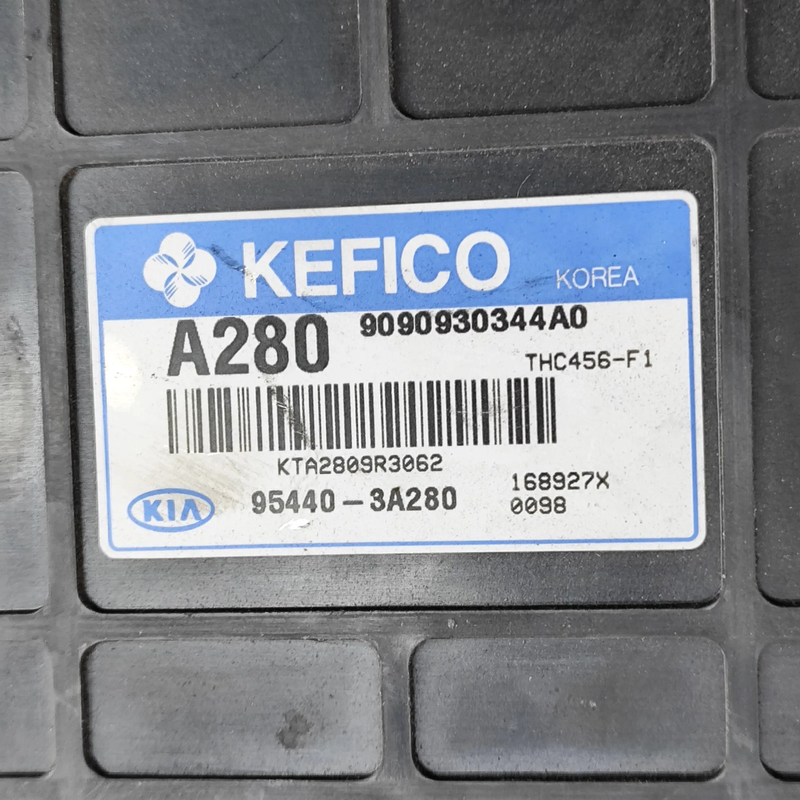 KEFICO KOREA
A280 9090930344A0
THC456-F1
KTA2809R3062
KIA 95440-3A280 168927X
0098